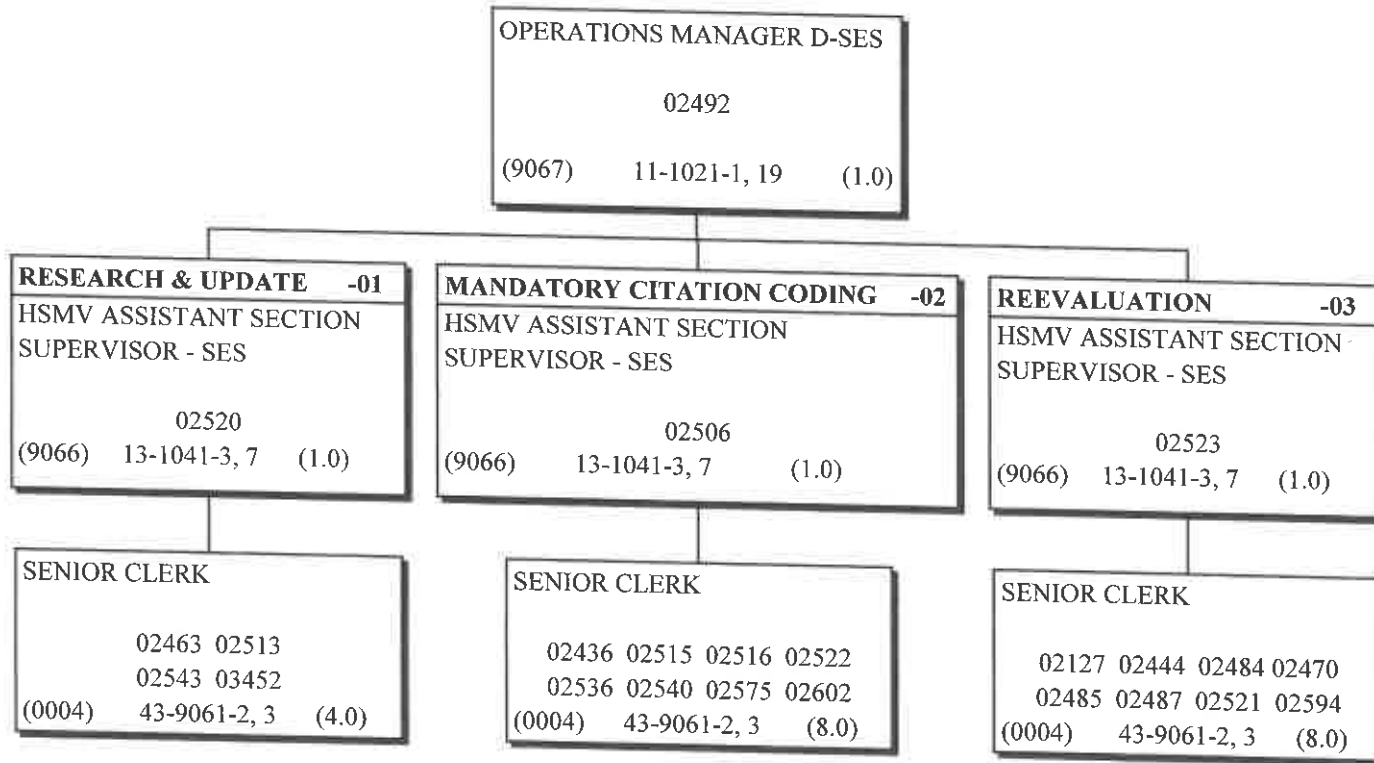 OPERATIONS MANAGER D-SES
02492
(9067) 11-1021-1, 19 (1.0)
RESEARCH & UPDATE -01
HSMV ASSISTANT SECTION
SUPERVISOR - SES
02520
(9066) 13-1041-3, 7 (1.0)
MANDATORY CITATION CODING -02
HSMV ASSISTANT SECTION
SUPERVISOR - SES
02506
(9066) 13-1041-3, 7 (1.0)
REEVALUATION -03
HSMV ASSISTANT SECTION
SUPERVISOR - SES
02523
(9066) 13-1041-3, 7 (1.0)
SENIOR CLERK
02463 02513
02543 03452
(0004) 43-9061-2, 3 (4.0)
SENIOR CLERK
02436 02515 02516 02522
02536 02540 02575 02602
(0004) 43-9061-2, 3 (8.0)
SENIOR CLERK
02127 02444 02484 02470
02485 02487 02521 02594
(0004) 43-9061-2, 3 (8.0)